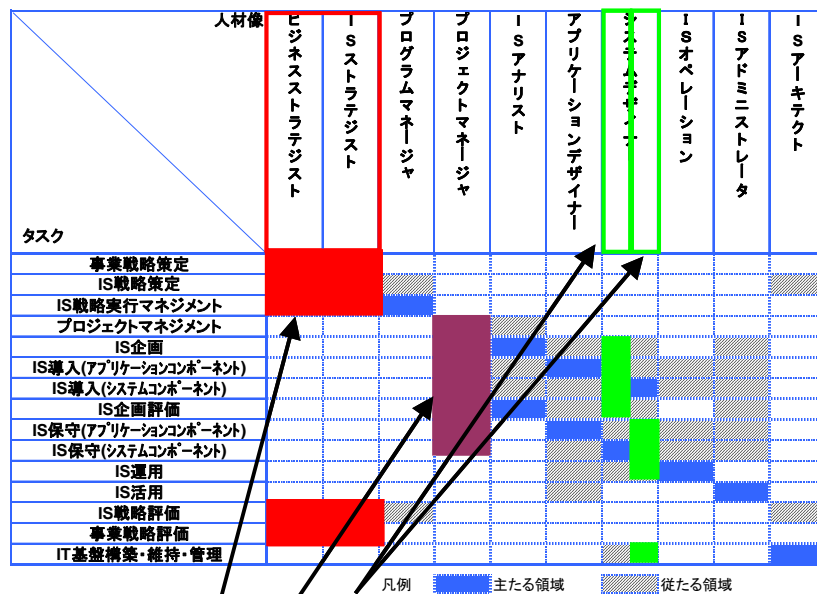 人材像
ビジネスストラテジスト
ISストラテジスト
プログラムマネージャ
プロジェクトマネージャ
ISアナリスト
アプリケーションデザイナー
システムデザイナ
ISオペレーション
ISアドミニストレータ
ISアーキテクト
タスク
事業戦略策定
IS戦略策定
IS戦略実行マネジメント
プロジェクトマネジメント
IS企画
IS導入(アプリケーションコンポーネント)
IS導入(システムコンポーネント)
IS企画評価
IS保守(アプリケーションコンポーネント)
IS保守(システムコンポーネント)
IS運用
IS活用
IS戦略評価
事業戦略評価
IT基盤構築・維持・管理
凡例 主たる領域 従たる領域